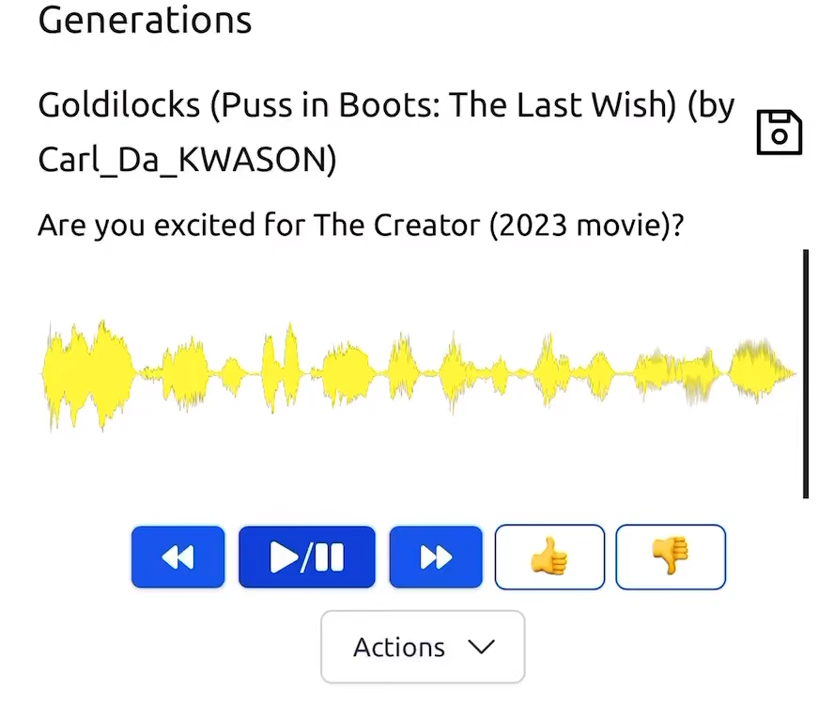 Generations
Goldilocks (Puss in Boots: The Last Wish) (by
Carl_Da_KWASON)
Are you excited for The Creator (2023 movie)?
Actions